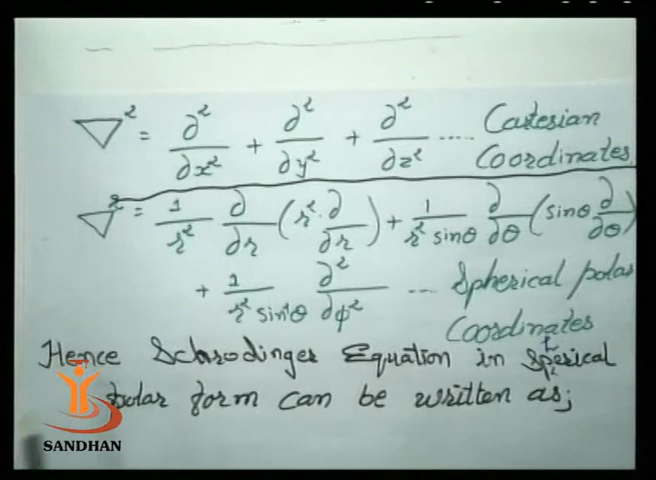 ∇² = ∂²/∂x² + ∂²/∂y² + ∂²/∂z² ..... Cartesian
Coordinates
∇² = 1/r² ∂/∂r (r² · ∂/∂r) + 1/r² sinθ ∂/∂θ (sinθ ∂/∂θ)
+ 1/r² sin²θ ∂²/∂φ² ... Spherical polar
Coordinates
Hence Schrodinger Equation in Spherical
polar form can be written as;
SANDHAN